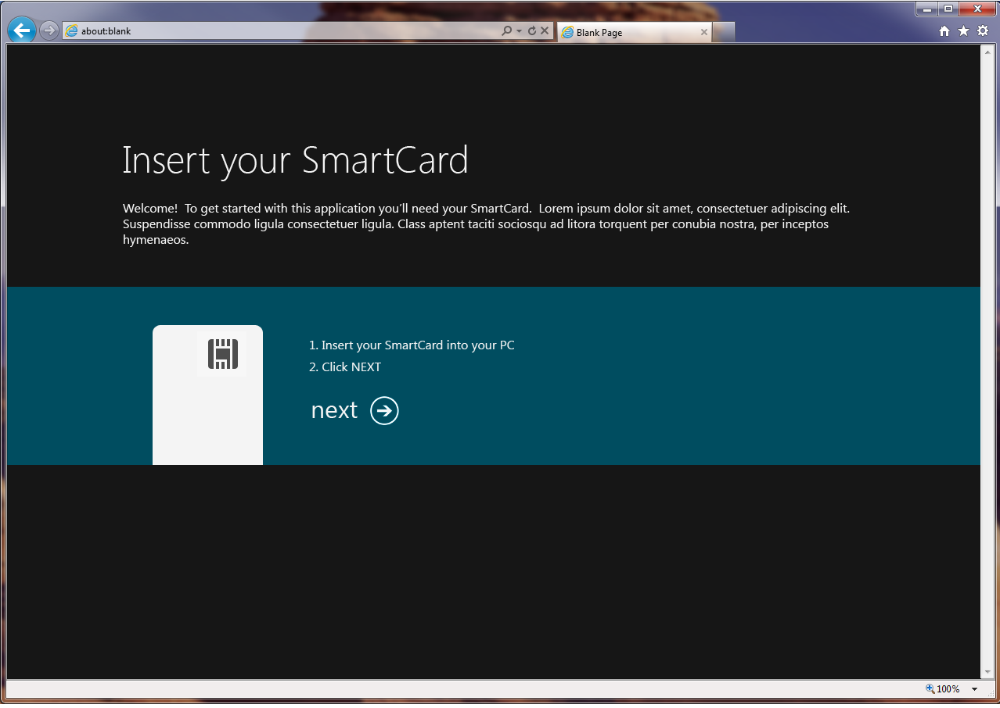 about:blank
Blank Page
Insert your SmartCard
Welcome!  To get started with this application you’ll need your SmartCard.  Lorem ipsum dolor sit amet, consectetuer adipiscing elit.
Suspendisse commodo ligula consectetuer ligula. Class aptent taciti sociosqu ad litora torquent per conubia nostra, per inceptos
hymenaeos.
1. Insert your SmartCard into your PC
2. Click NEXT
next
100%